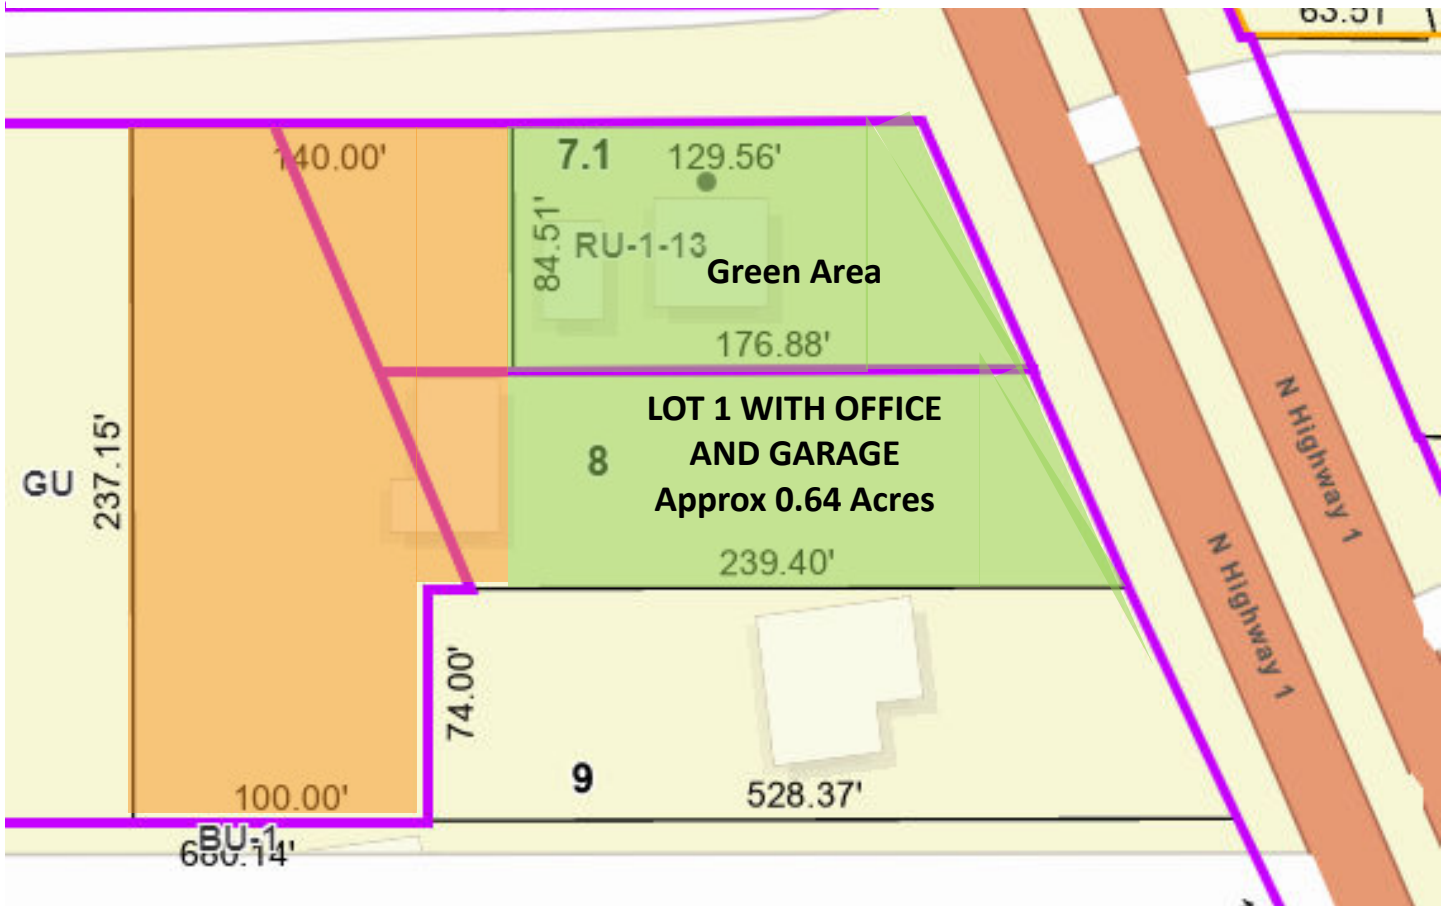 63.51
140.00'
7.1
129.56'
84.51'
RU-1-13
Green Area
176.88'
LOT 1 WITH OFFICE
AND GARAGE
Approx 0.64 Acres
8
239.40'
GU
237.15'
N Highway 1
N Highway 1
74.00'
9
100.00'
528.37'
BU-1
660.14'